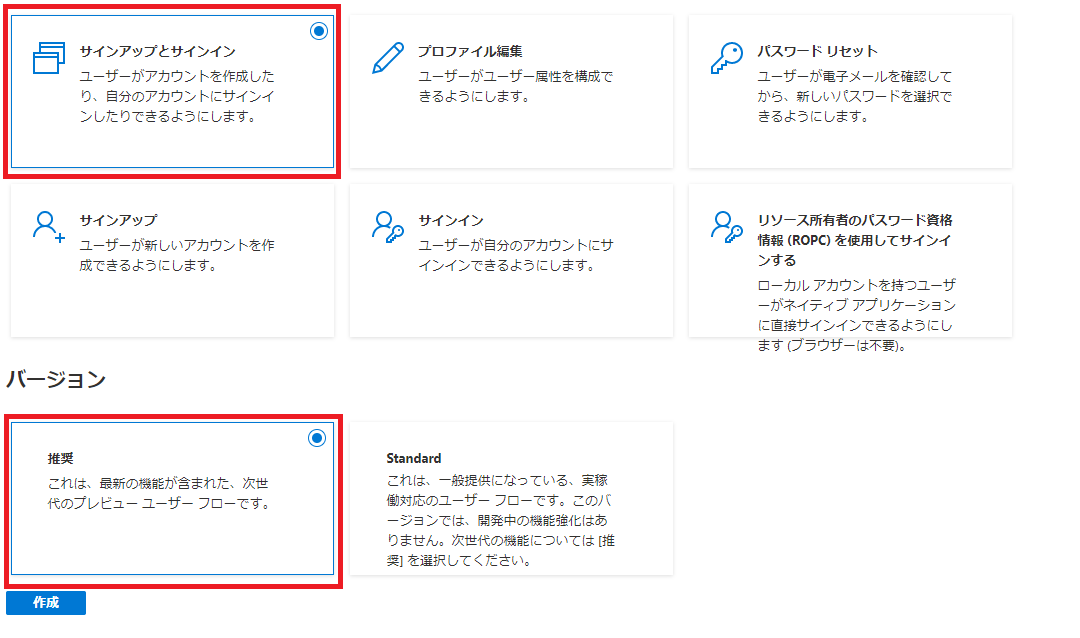 サインアップとサインイン
ユーザーがアカウントを作成した
り、自分のアカウントにサインイ
ンしたりできるようにします。
プロファイル編集
ユーザーがユーザー属性を構成で
きるようにします。
パスワード リセット
ユーザーが電子メールを確認して
から、新しいパスワードを選択で
きるようにします。
サインアップ
ユーザーが新しいアカウントを作
成できるようにします。
サインイン
ユーザーが自分のアカウントにサ
インインできるようにします。
リソース所有者のパスワード資格
情報 (ROPC) を使用してサインイ
ンする
ローカル アカウントを持つユーザ
ーがネイティブ アプリケーション
に直接サインインできるようにし
ます (ブラウザーは不要)。
バージョン
推奨
これは、最新の機能が含まれた、次世
代のプレビュー ユーザー フローです。
Standard
これは、一般提供になっている、実稼
働対応のユーザー フローです。このバ
ージョンでは、開発中の機能強化はあ
りません。次世代の機能については [推
奨] を選択してください。
作成